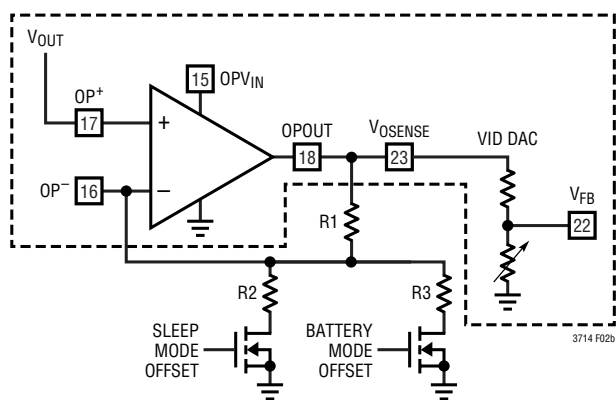 VOUT
OP+
17
OP−
16
+
−
15
OPVIN
OPOUT
18
VOSENSE
23
VID DAC
VFB
22
R1
R2
R3
SLEEP
MODE
OFFSET
BATTERY
MODE
OFFSET
3714 F02b